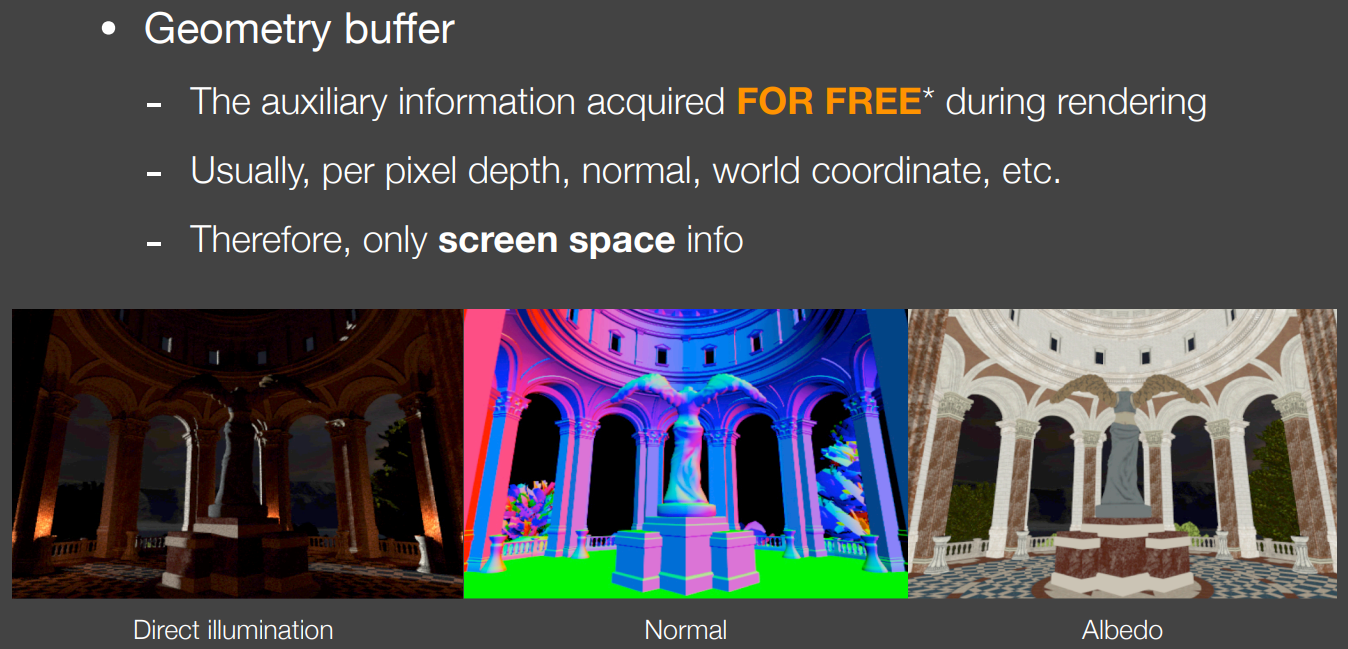 • Geometry buffer
- The auxiliary information acquired FOR FREE* during rendering
- Usually, per pixel depth, normal, world coordinate, etc.
- Therefore, only screen space info
Direct illumination
Normal
Albedo